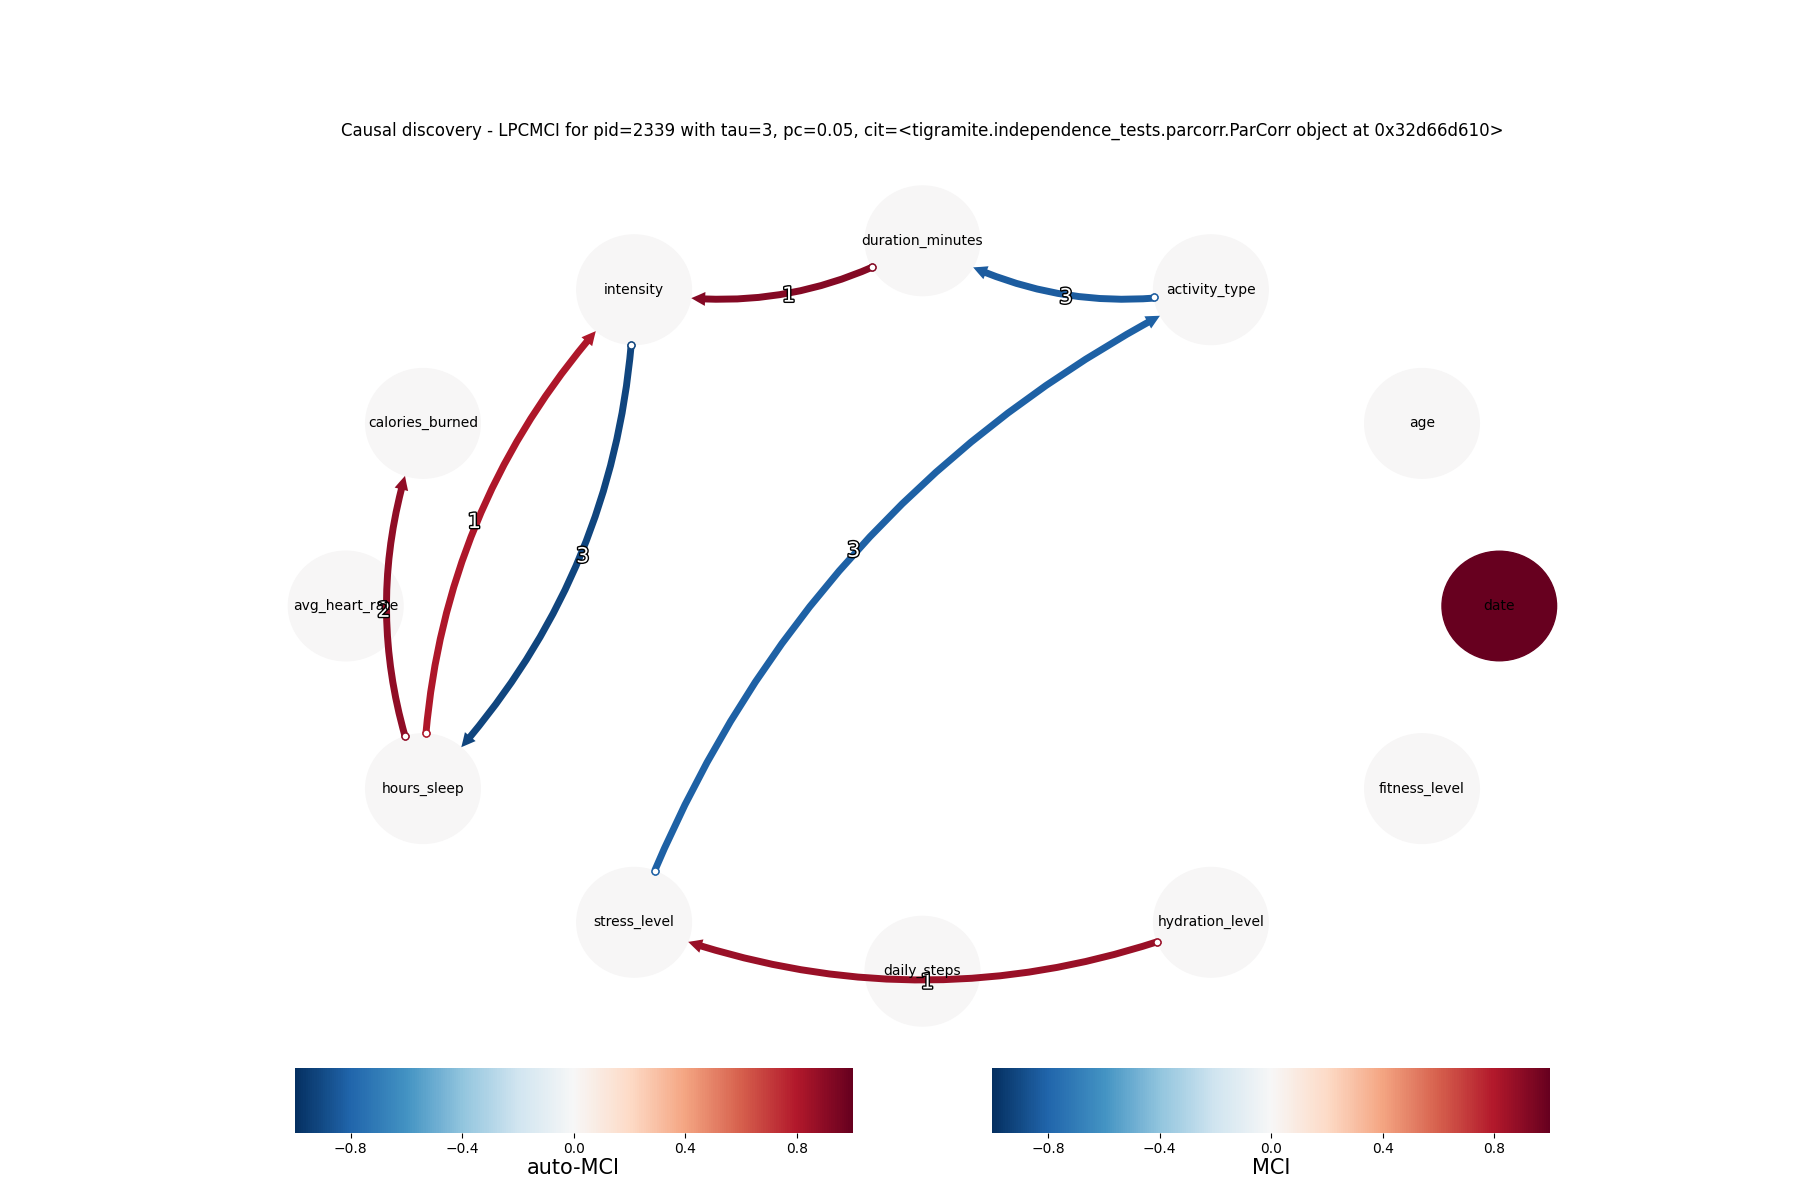 Causal discovery - LPCMCI for pid=2339 with tau=3, pc=0.05, cit=<tigramite.independence_tests.parcorr.ParCorr object at 0x32d66d610>
duration_minutes
intensity
activity_type
1
3
calories_burned
age
1
3
3
avg_heart_rate
2
date
hours_sleep
fitness_level
stress_level
hydration_level
daily_steps
1
−0.8 −0.4 0.0 0.4 0.8
auto-MCI
−0.8 −0.4 0.0 0.4 0.8
MCI